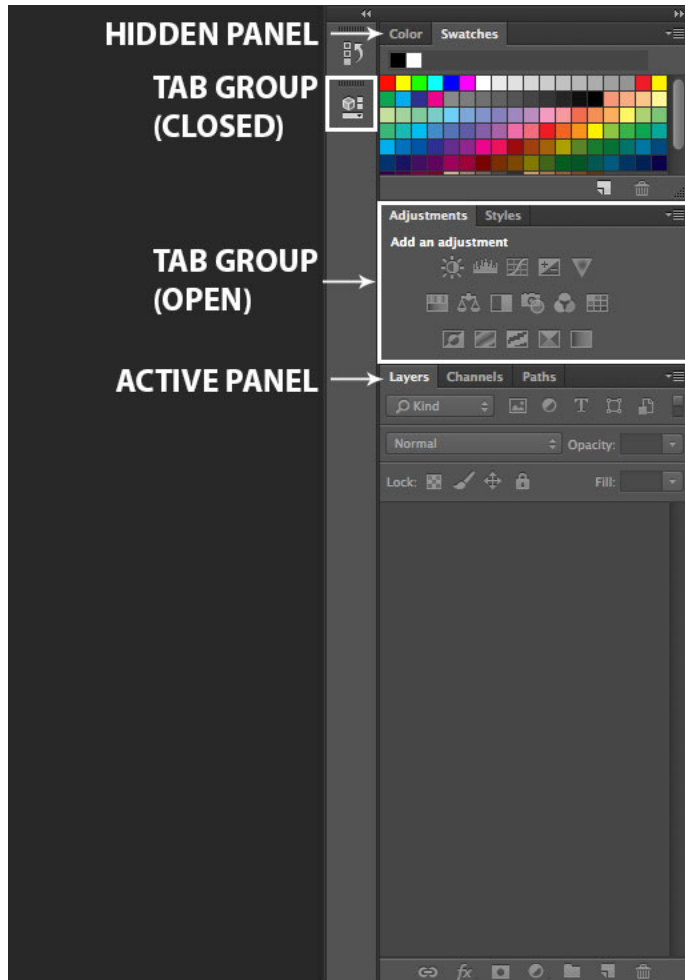 HIDDEN PANEL
Color Swatches
TAB GROUP
(CLOSED)
Adjustments Styles
Add an adjustment
TAB GROUP
(OPEN)
ACTIVE PANEL
Layers Channels Paths
Kind
Normal
Opacity:
Lock:
Fill:
fx